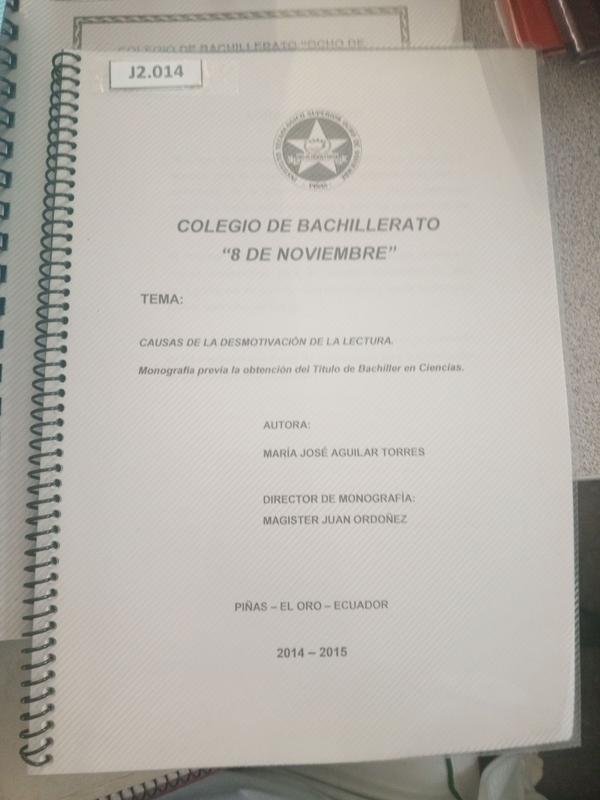 COLEGIO DE BACHILLERATO "OCHO DE
J2.014
PIÑAS
COLEGIO DE BACHILLERATO
"8 DE NOVIEMBRE"
TEMA:
CAUSAS DE LA DESMOTIVACIÓN DE LA LECTURA.
Monografía previa la obtención del Título de Bachiller en Ciencias.
AUTORA:
MARÍA JOSÉ AGUILAR TORRES
DIRECTOR DE MONOGRAFÍA:
MAGISTER JUAN ORDOÑEZ
PIÑAS – EL ORO – ECUADOR
2014 – 2015